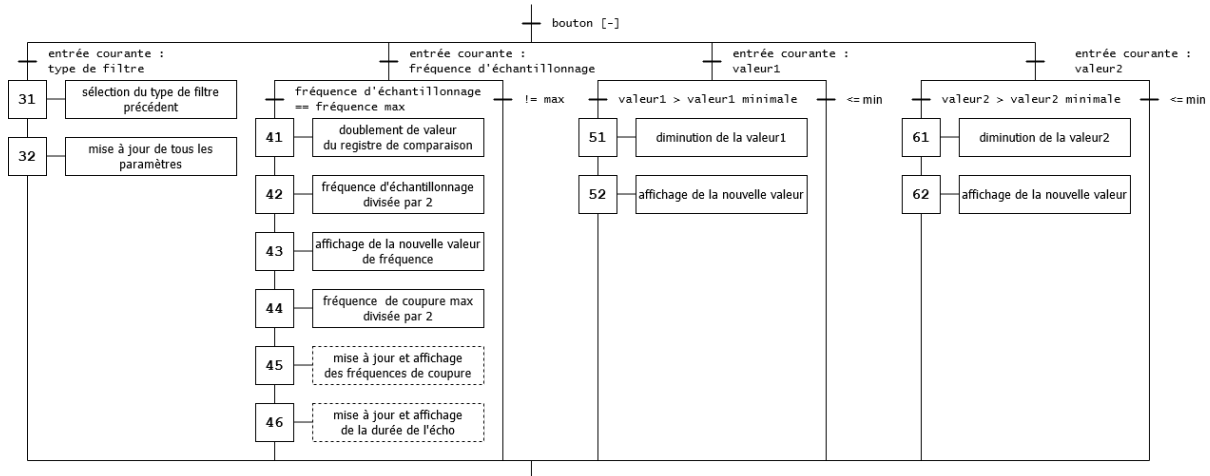 bouton [-]
entrée courante :
type de filtre
entrée courante :
fréquence d'échantillonnage
entrée courante :
valeur1
entrée courante :
valeur2
31
sélection du type de filtre
précédent
32
mise à jour de tous les
paramètres
fréquence d'échantillonnage
== fréquence max
!= max
41
doublement de valeur
du registre de comparaison
42
fréquence d'échantillonnage
divisée par 2
43
affichage de la nouvelle valeur
de fréquence
44
fréquence de coupure max
divisée par 2
45
mise à jour et affichage
des fréquences de coupure
46
mise à jour et affichage
de la durée de l'écho
valeur1 > valeur1 minimale
<= min
51
diminution de la valeur1
52
affichage de la nouvelle valeur
valeur2 > valeur2 minimale
<= min
61
diminution de la valeur2
62
affichage de la nouvelle valeur